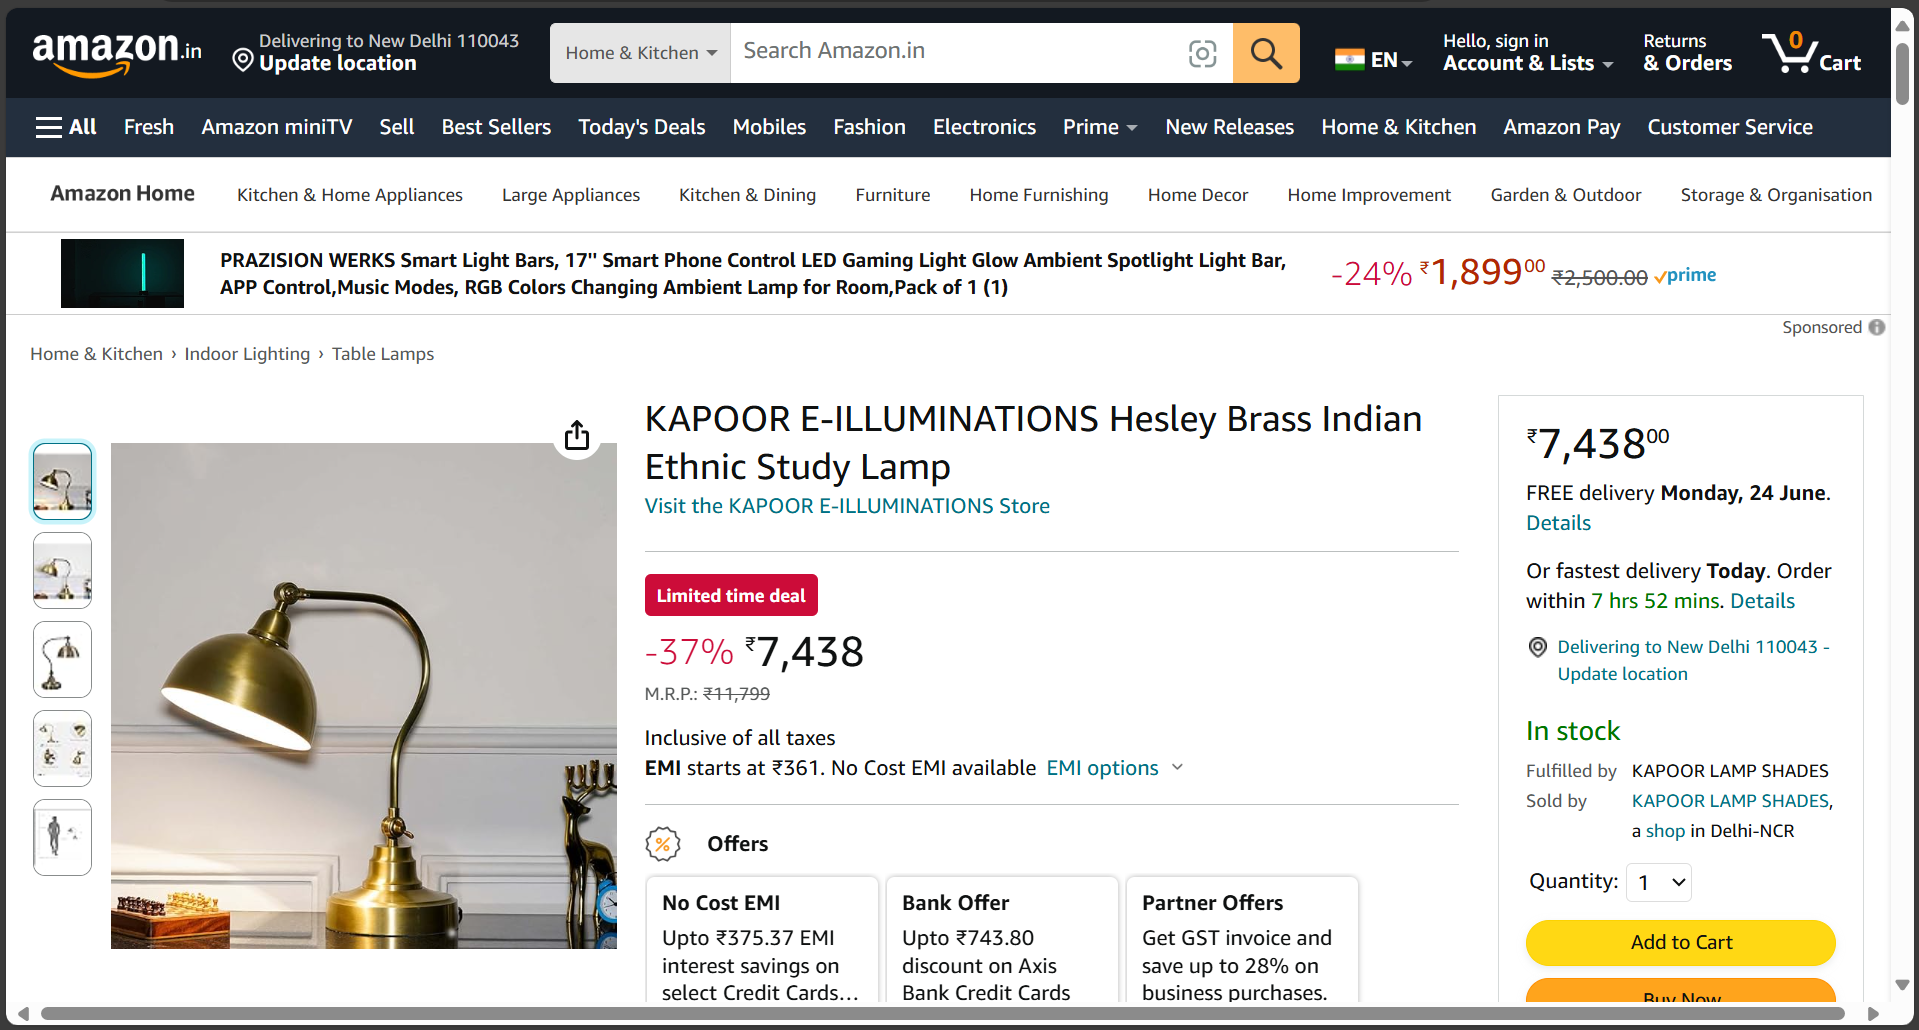 amazon.in
Delivering to New Delhi 110043
Update location
Home & Kitchen
Search Amazon.in
EN
Hello, sign in
Account & Lists
Returns
& Orders
0
Cart
All
Fresh
Amazon miniTV
Sell
Best Sellers
Today's Deals
Mobiles
Fashion
Electronics
Prime
New Releases
Home & Kitchen
Amazon Pay
Customer Service
Amazon Home
Kitchen & Home Appliances
Large Appliances
Kitchen & Dining
Furniture
Home Furnishing
Home Decor
Home Improvement
Garden & Outdoor
Storage & Organisation
PRAZISION WERKS Smart Light Bars, 17'' Smart Phone Control LED Gaming Light Glow Ambient Spotlight Light Bar,
APP Control,Music Modes, RGB Colors Changing Ambient Lamp for Room,Pack of 1 (1)
-24% ₹1,89900 ₹2,500.00 prime
Sponsored
Home & Kitchen › Indoor Lighting › Table Lamps
KAPOOR E-ILLUMINATIONS Hesley Brass Indian
Ethnic Study Lamp
Visit the KAPOOR E-ILLUMINATIONS Store
Limited time deal
-37% ₹7,438
M.R.P.: ₹11,799
Inclusive of all taxes
EMI starts at ₹361. No Cost EMI available EMI options
Offers
No Cost EMI
Upto ₹375.37 EMI
interest savings on
select Credit Cards…
Bank Offer
Upto ₹743.80
discount on Axis
Bank Credit Cards
Partner Offers
Get GST invoice and
save up to 28% on
business purchases.
₹7,43800
FREE delivery Monday, 24 June.
Details
Or fastest delivery Today. Order
within 7 hrs 52 mins. Details
Delivering to New Delhi 110043 -
Update location
In stock
Fulfilled by KAPOOR LAMP SHADES
Sold by KAPOOR LAMP SHADES,
a shop in Delhi-NCR
Quantity: 1
Add to Cart
Buy Now